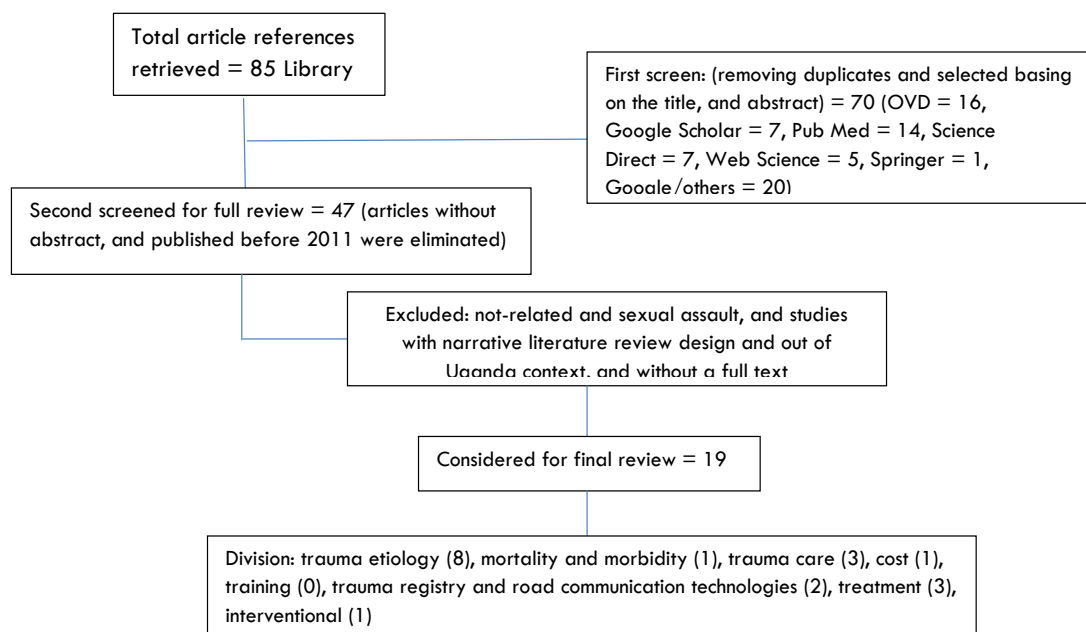 Total article references
retrieved = 85 Library
First screen: (removing duplicates and selected basing
on the title, and abstract) = 70 (OVD = 16,
Google Scholar = 7, Pub Med = 14, Science
Direct = 7, Web Science = 5, Springer = 1,
Google/others = 20)
Second screened for full review = 47 (articles without
abstract, and published before 2011 were eliminated)
Excluded: not-related and sexual assault, and studies
with narrative literature review design and out of
Uganda context, and without a full text
Considered for final review = 19
Division: trauma etiology (8), mortality and morbidity (1), trauma care (3), cost (1),
training (0), trauma registry and road communication technologies (2), treatment (3),
interventional (1)